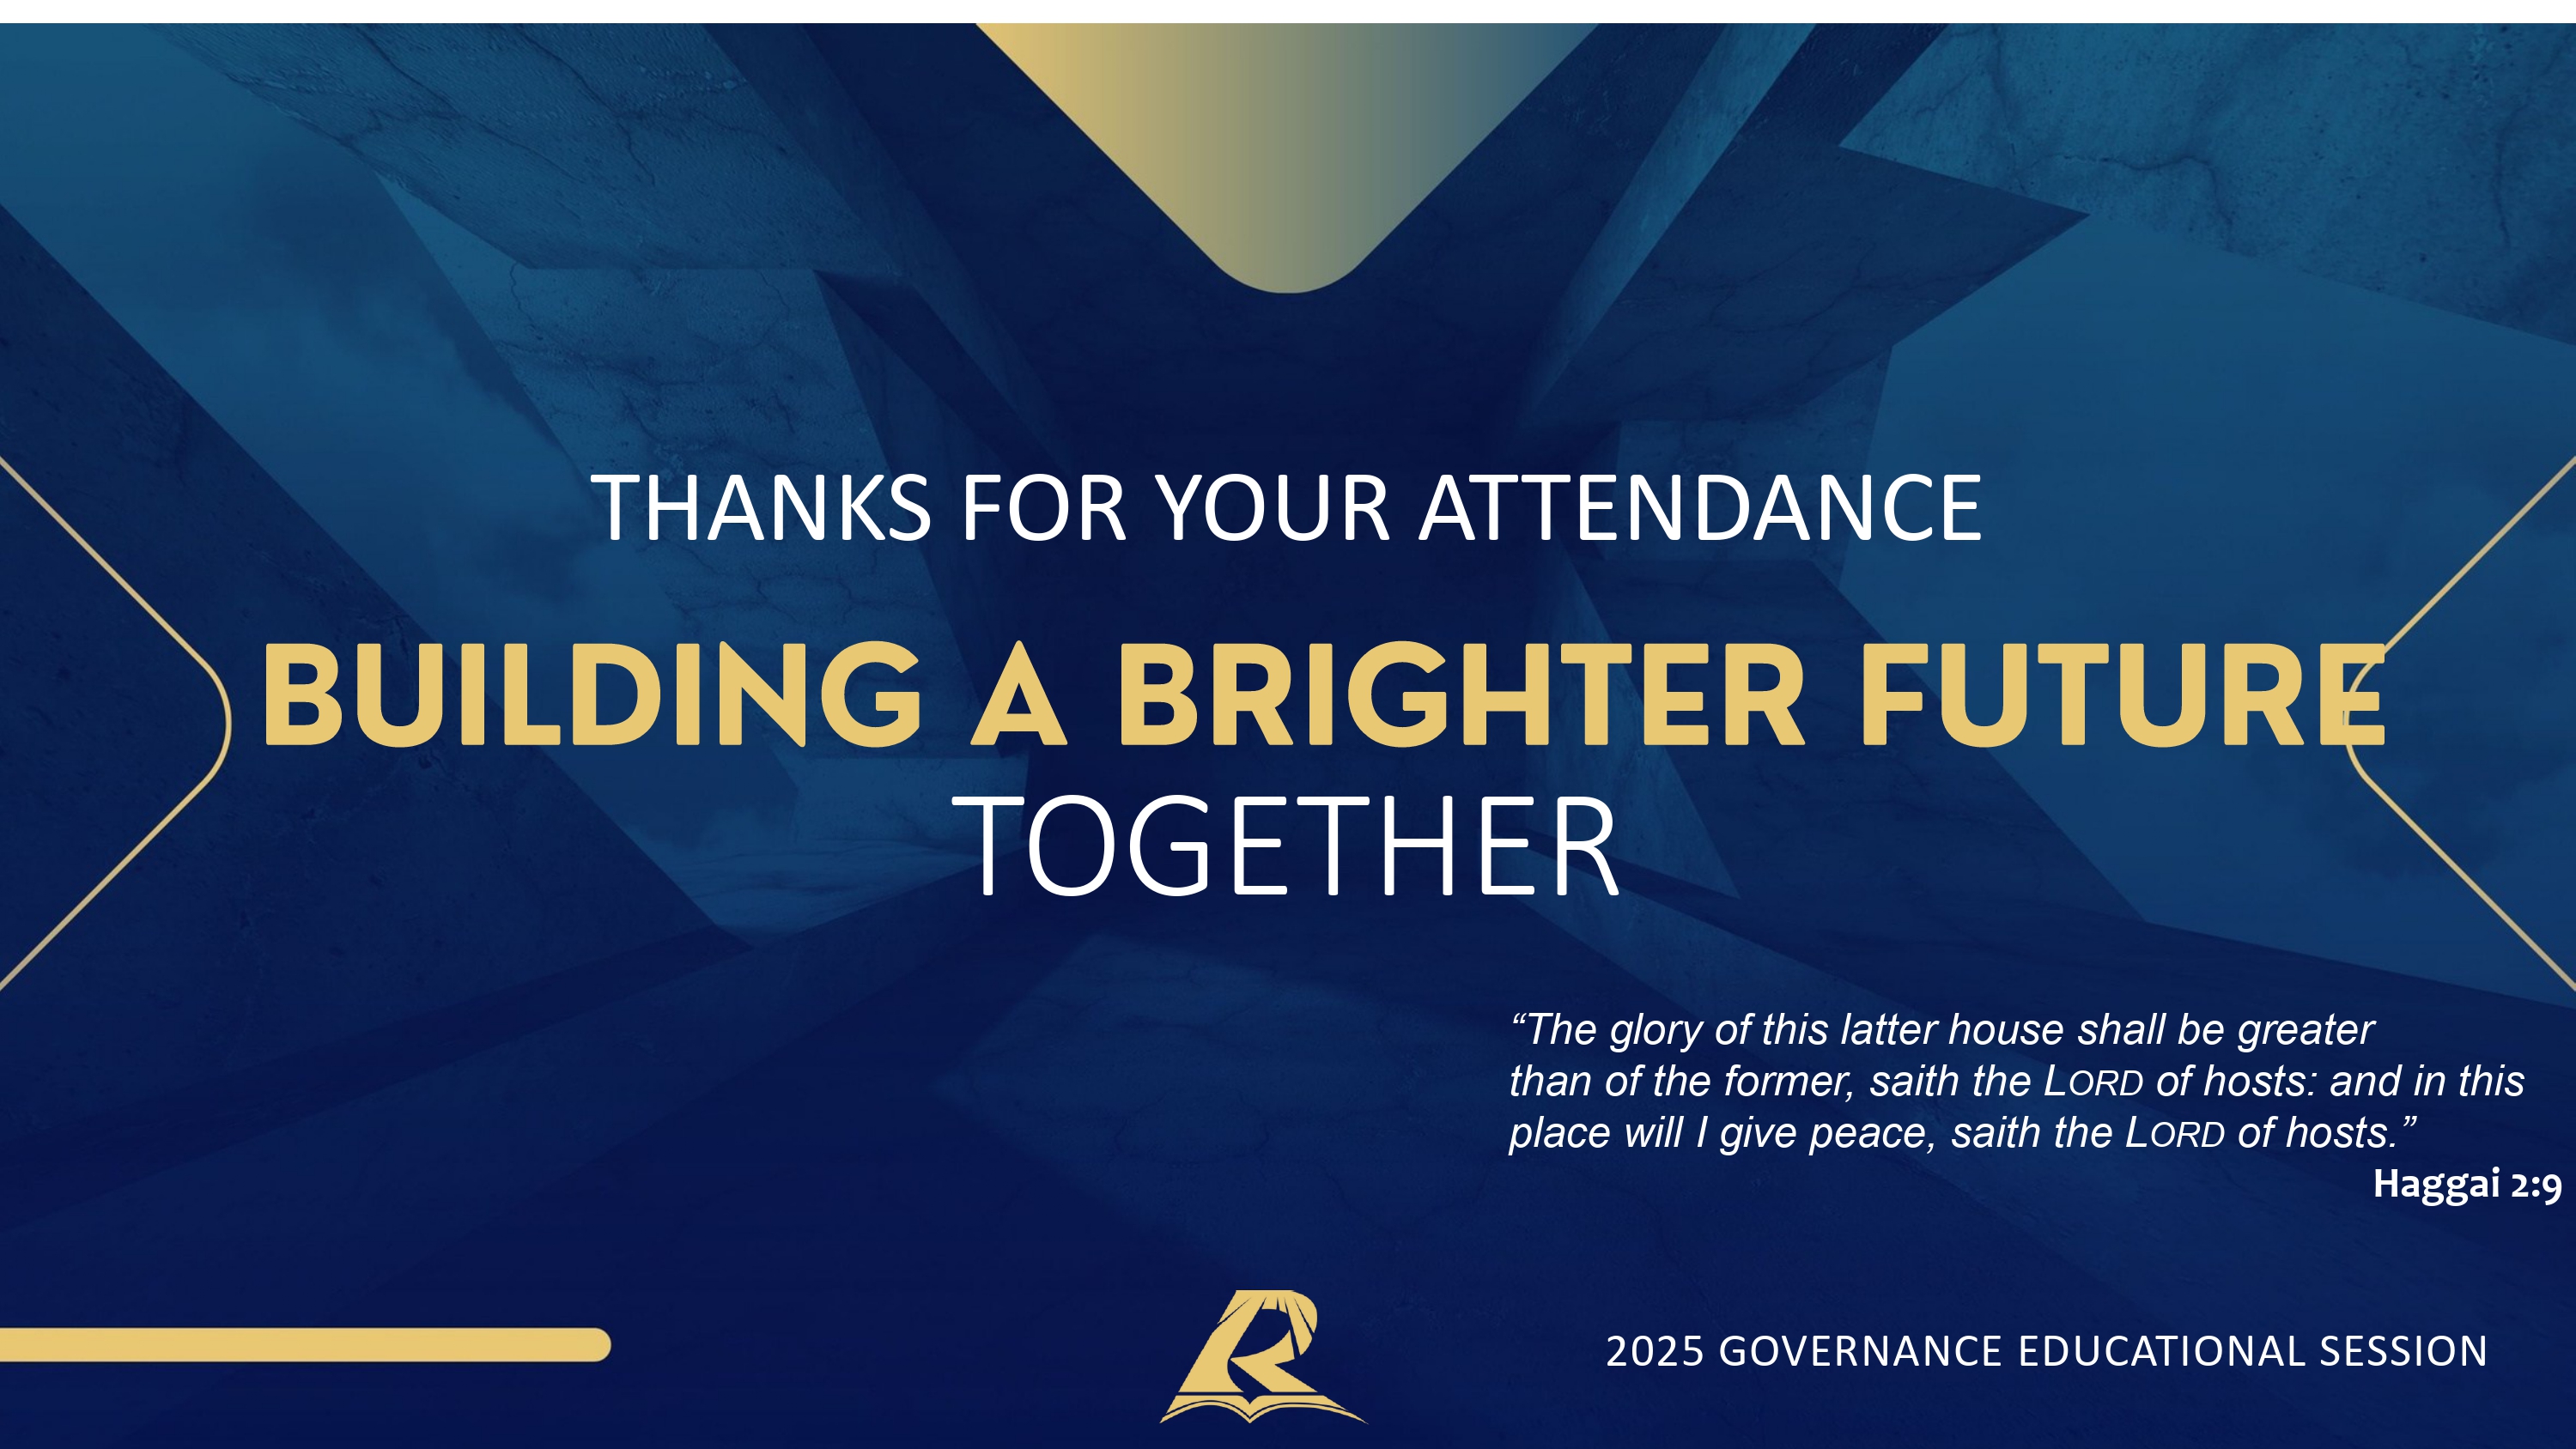 THANKS FOR YOUR ATTENDANCE
BUILDING A BRIGHTER FUTURE
TOGETHER
“The glory of this latter house shall be greater
than of the former, saith the LORD of hosts: and in this
place will I give peace, saith the LORD of hosts.”
Haggai 2:9
R
2025 GOVERNANCE EDUCATIONAL SESSION